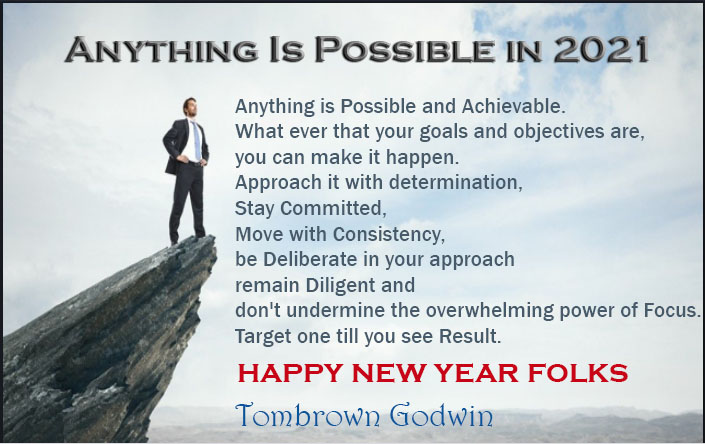 Anything Is Possible in 2021
Anything is Possible and Achievable.
What ever that your goals and objectives are,
you can make it happen.
Approach it with determination,
Stay Committed,
Move with Consistency,
be Deliberate in your approach
remain Diligent and
don't undermine the overwhelming power of Focus.
Target one till you see Result.
HAPPY NEW YEAR FOLKS
Tombrown Godwin